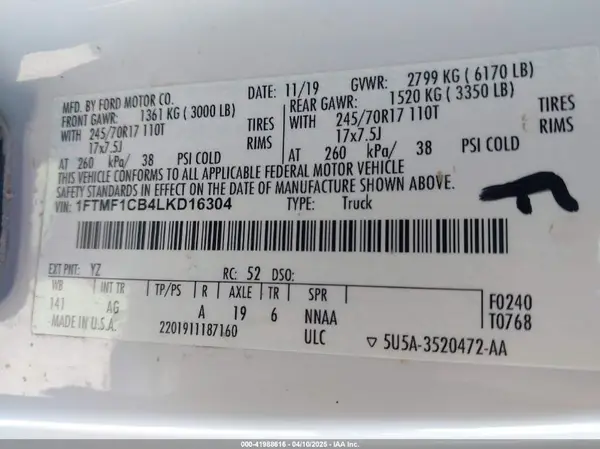 MFD. BY FORD MOTOR CO.
DATE: 11/19 GVWR: 2799 KG (6170 LB)
FRONT GAWR: 1361 KG (3000 LB)
REAR GAWR: 1520 KG (3350 LB)
WITH 245/70R17 110T TIRES
WITH 245/70R17 110T TIRES
17x7.5J RIMS
17x7.5J RIMS
AT 260 kPa/ 38 PSI COLD
AT 260 kPa/ 38 PSI COLD
THIS VEHICLE CONFORMS TO ALL APPLICABLE FEDERAL MOTOR VEHICLE
SAFETY STANDARDS IN EFFECT ON THE DATE OF MANUFACTURE SHOWN ABOVE.
VIN: 1FTMF1CB4LKD16304 TYPE: Truck
EXT PNT: YZ RC: 52 DSO:
WB INT TR TP/PS R AXLE TR SPR
141 AG A 19 6 NNAA
F0240
T0768
MADE IN U.S.A. 2201911187160 ULC
5U5A-3520472-AA
000-41988616 - 04/10/2025 - IAAI.COM